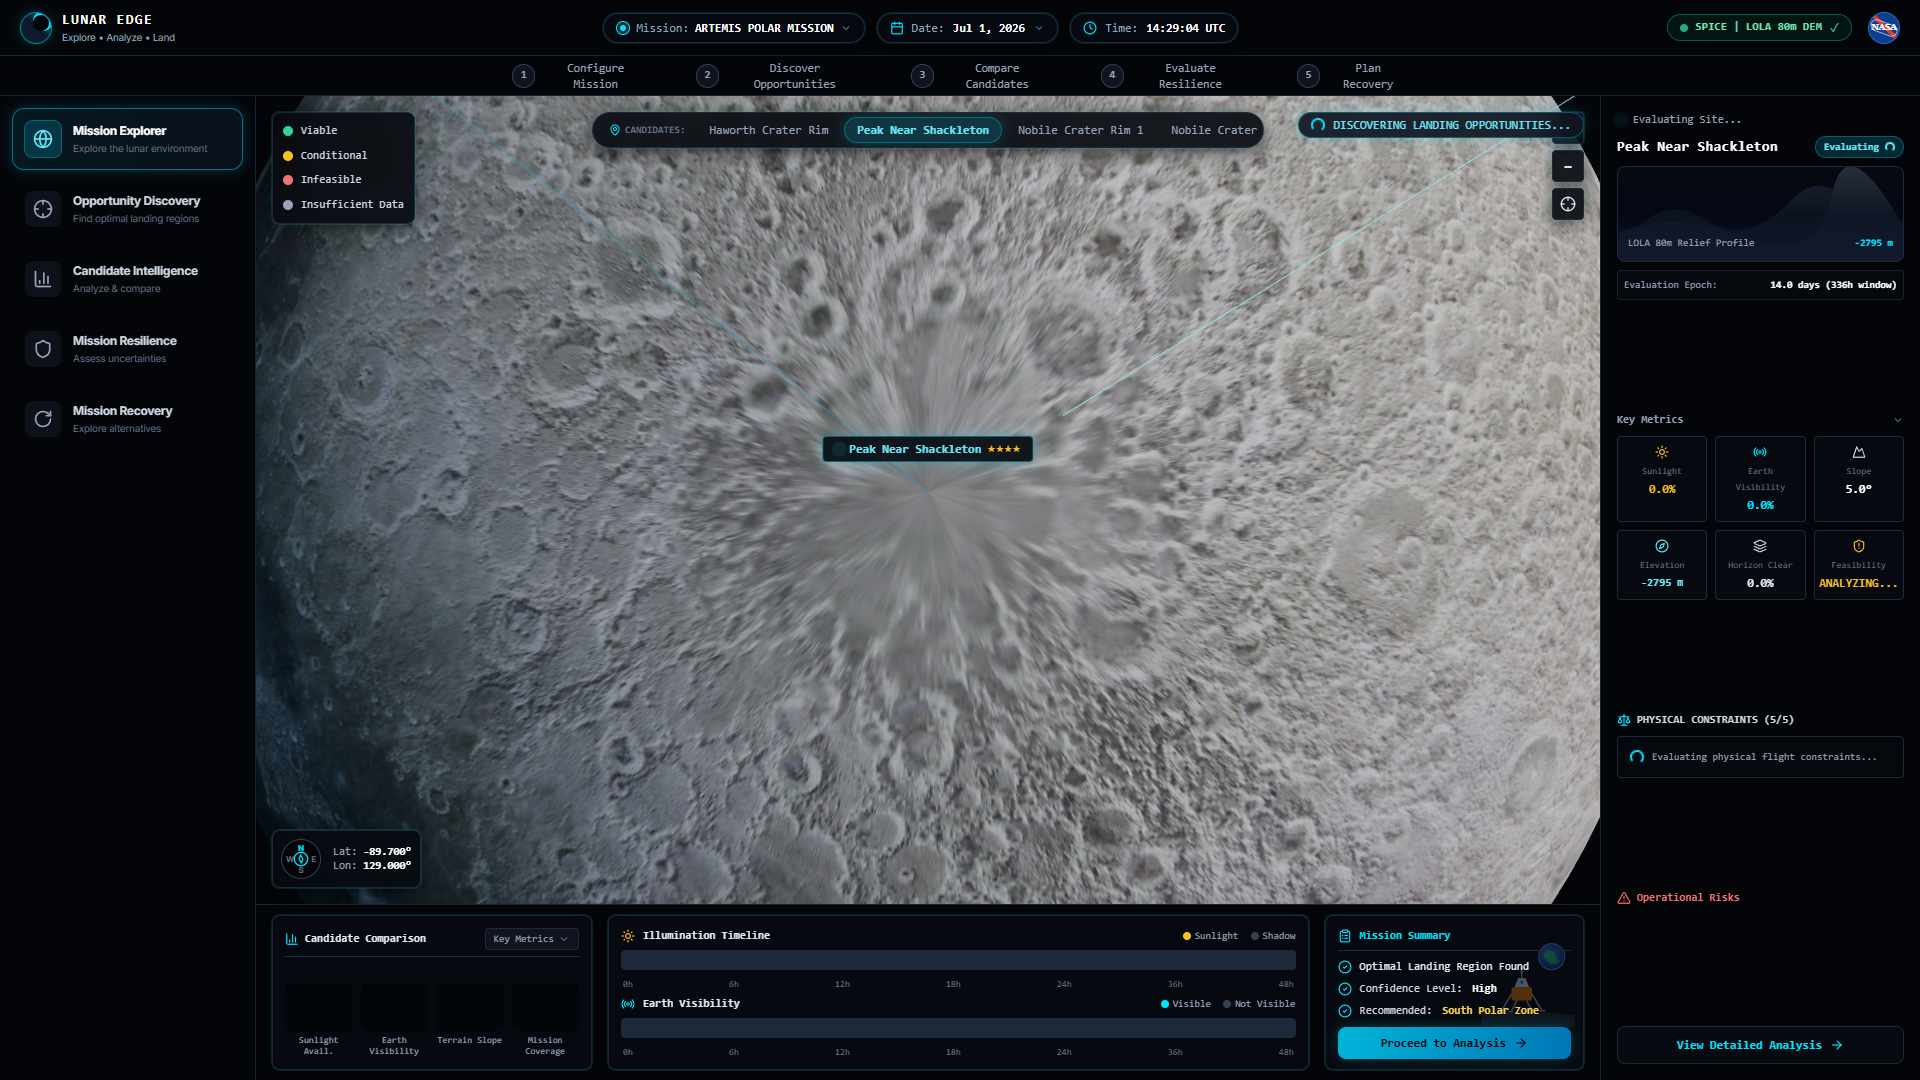 LUNAR EDGE
Explore • Analyze • Land
Mission: ARTEMIS POLAR MISSION
Date: Jul 1, 2026
Time: 14:29:04 UTC
SPICE | LOLA 80m DEM ✓
NASA
1 Configure Mission
2 Discover Opportunities
3 Compare Candidates
4 Evaluate Resilience
5 Plan Recovery
Mission Explorer
Explore the lunar environment
Opportunity Discovery
Find optimal landing regions
Candidate Intelligence
Analyze & compare
Mission Resilience
Assess uncertainties
Mission Recovery
Explore alternatives
Viable
Conditional
Infeasible
Insufficient Data
CANDIDATES: Haworth Crater Rim Peak Near Shackleton Nobile Crater Rim 1 Nobile Crater
DISCOVERING LANDING OPPORTUNITIES...
Peak Near Shackleton ★★★★
N
W E
S
Lat: -89.700°
Lon: 129.000°
Evaluating Site...
Peak Near Shackleton
Evaluating
LOLA 80m Relief Profile -2795 m
Evaluation Epoch: 14.0 days (336h window)
Key Metrics
Sunlight
0.0%
Earth Visibility
0.0%
Slope
5.0°
Elevation
-2795 m
Horizon Clear
0.0%
Feasibility
ANALYZING...
PHYSICAL CONSTRAINTS (5/5)
Evaluating physical flight constraints...
Operational Risks
View Detailed Analysis →
Candidate Comparison
Key Metrics
Sunlight Avail.
Earth Visibility
Terrain Slope
Mission Coverage
Illumination Timeline
Sunlight Shadow
0h 6h 12h 18h 24h 36h 48h
Earth Visibility
Visible Not Visible
0h 6h 12h 18h 24h 36h 48h
Mission Summary
Optimal Landing Region Found
Confidence Level: High
Recommended: South Polar Zone
Proceed to Analysis →